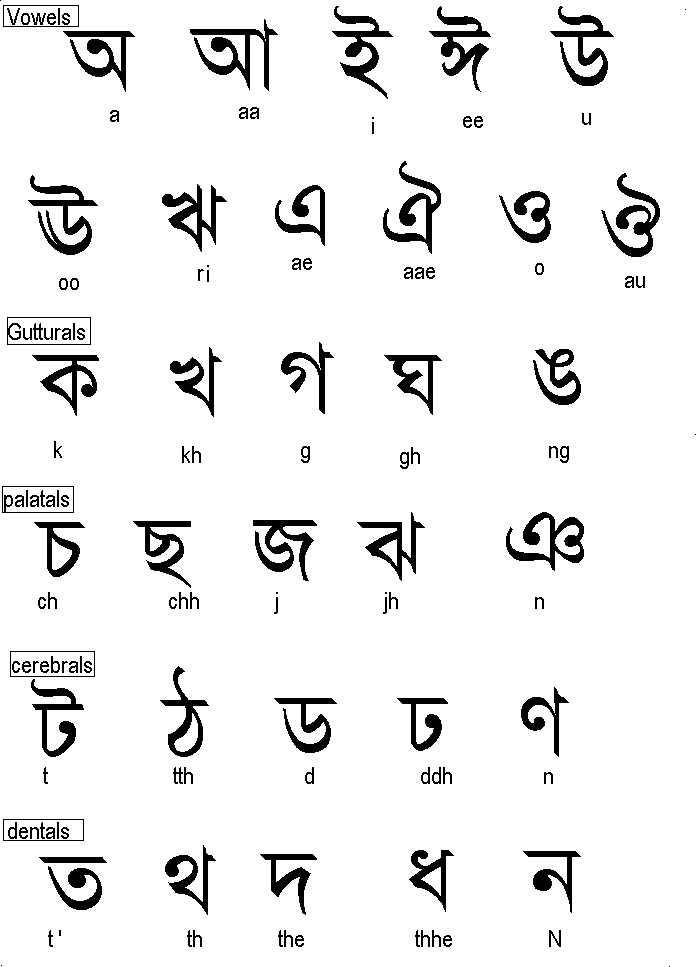 Vowels
অ আ ই ঈ উ
a aa i ee u
ঊ ঋ এ ঐ ও ঔ
oo ri ae aae o au
Gutturals
ক খ গ ঘ ঙ
k kh g gh ng
palatals
চ ছ জ ঝ ঞ
ch chh j jh n
cerebrals
ট ঠ ড ঢ ণ
t tth d ddh n
dentals
ত থ দ ধ ন
t' th the thhe N